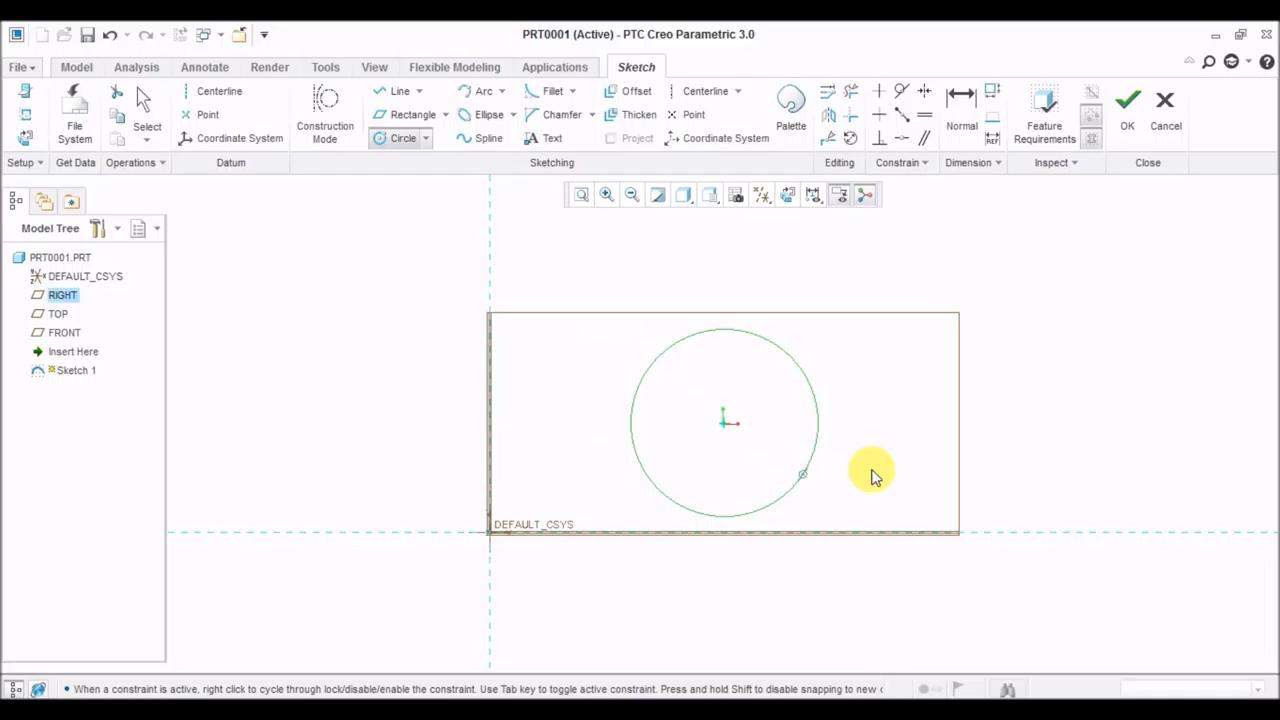 PRT0001 (Active) - PTC Creo Parametric 3.0
File Model Analysis Annotate Render Tools View Flexible Modeling Applications Sketch
Centerline Line Arc Fillet Offset Centerline
Point Rectangle Ellipse Chamfer Thicken Point
File System Select Coordinate System Construction Mode Circle Spline Text Project Coordinate System Palette Normal Feature Requirements OK Cancel
Setup Get Data Operations Datum Sketching Editing Constrain Dimension Inspect Close
Model Tree
PRT0001.PRT
DEFAULT_CSYS
RIGHT
TOP
FRONT
Insert Here
Sketch 1
DEFAULT_CSYS
• When a constraint is active, right click to cycle through lock/disable/enable the constraint. Use Tab key to toggle active constraint. Press and hold Shift to disable snapping to new